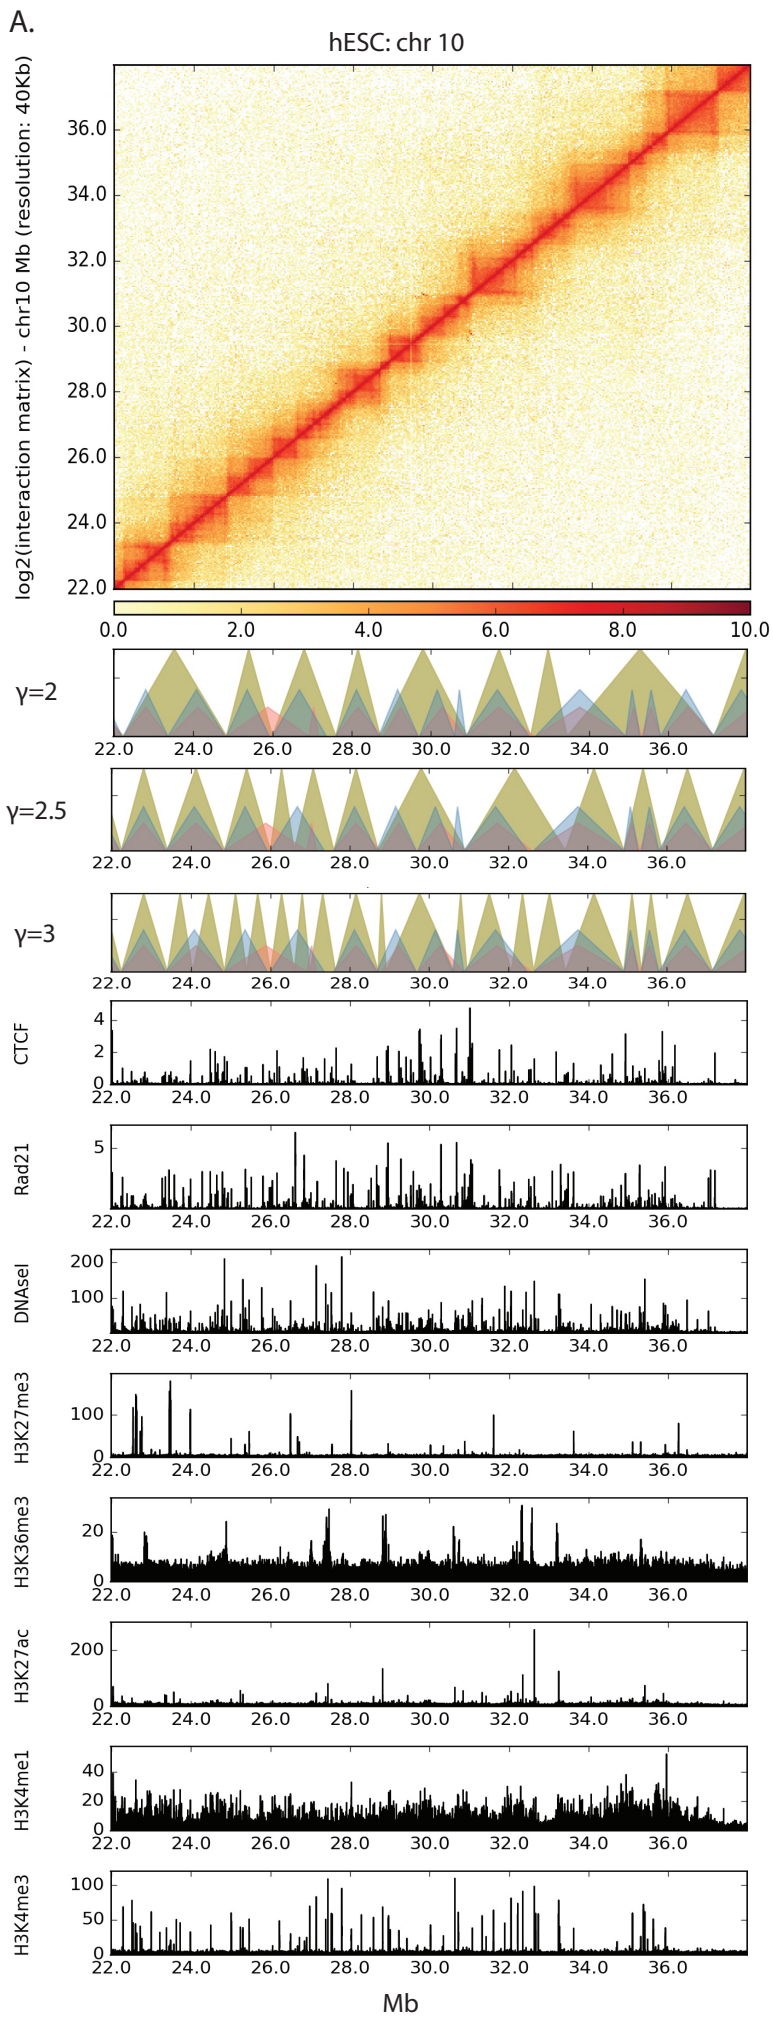 A.
hESC: chr 10
log2(interaction matrix) - chr10 Mb (resolution: 40Kb)
36.0
34.0
32.0
30.0
28.0
26.0
24.0
22.0
0.0 2.0 4.0 6.0 8.0 10.0
γ=2
22.0 24.0 26.0 28.0 30.0 32.0 34.0 36.0
γ=2.5
22.0 24.0 26.0 28.0 30.0 32.0 34.0 36.0
γ=3
22.0 24.0 26.0 28.0 30.0 32.0 34.0 36.0
CTCF
4
2
0
22.0 24.0 26.0 28.0 30.0 32.0 34.0 36.0
Rad21
5
22.0 24.0 26.0 28.0 30.0 32.0 34.0 36.0
DNAseI
200
100
22.0 24.0 26.0 28.0 30.0 32.0 34.0 36.0
H3K27me3
100
0
22.0 24.0 26.0 28.0 30.0 32.0 34.0 36.0
H3K36me3
20
0
22.0 24.0 26.0 28.0 30.0 32.0 34.0 36.0
H3K27ac
200
0
22.0 24.0 26.0 28.0 30.0 32.0 34.0 36.0
H3K4me1
40
20
0
22.0 24.0 26.0 28.0 30.0 32.0 34.0 36.0
H3K4me3
100
50
0
22.0 24.0 26.0 28.0 30.0 32.0 34.0 36.0
Mb